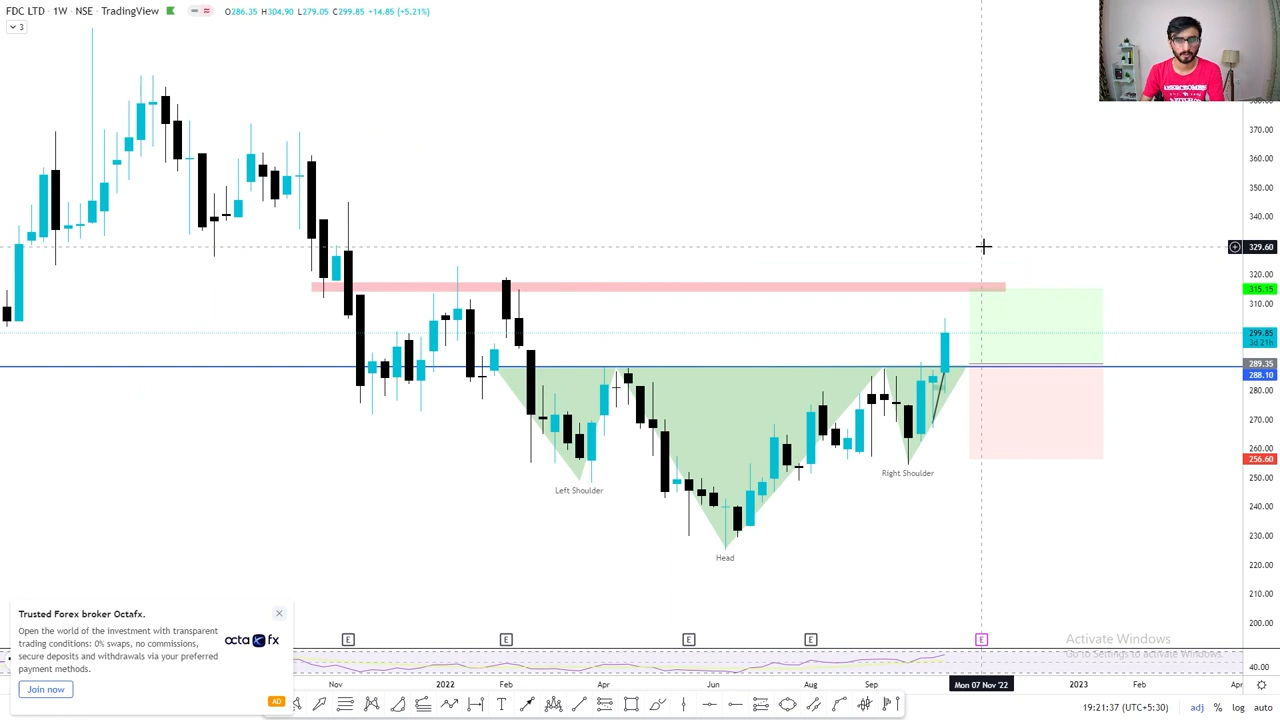 FDC LTD · 1W · NSE · TradingView O286.35 H304.90 L279.05 C299.85 +14.85 (+5.21%)
3
380.00
370.00
360.00
350.00
340.00
329.60
320.00
315.15
310.00
299.85
3d 21h
289.35
288.10
280.00
270.00
260.00
256.60
250.00
240.00
230.00
220.00
210.00
200.00
Right Shoulder
Left Shoulder
Head
E E E E E
Trusted Forex broker Octafx.
Open the world of the investment with transparent
trading conditions: 0% swaps, no commissions,
secure deposits and withdrawals via your preferred
payment methods.
octa fx
Join now
AD
Activate Windows
Go to Settings to activate Windows.
40.00
Nov 2022 Feb Apr Jun Aug Sep Mon 07 Nov '22 2023 Feb Apr
19:21:37 (UTC+5:30) adj % log auto